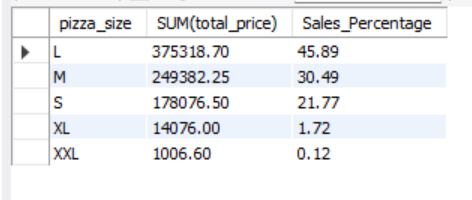 pizza_size SUM(total_price) Sales_Percentage
L 375318.70 45.89
M 249382.25 30.49
S 178076.50 21.77
XL 14076.00 1.72
XXL 1006.60 0.12